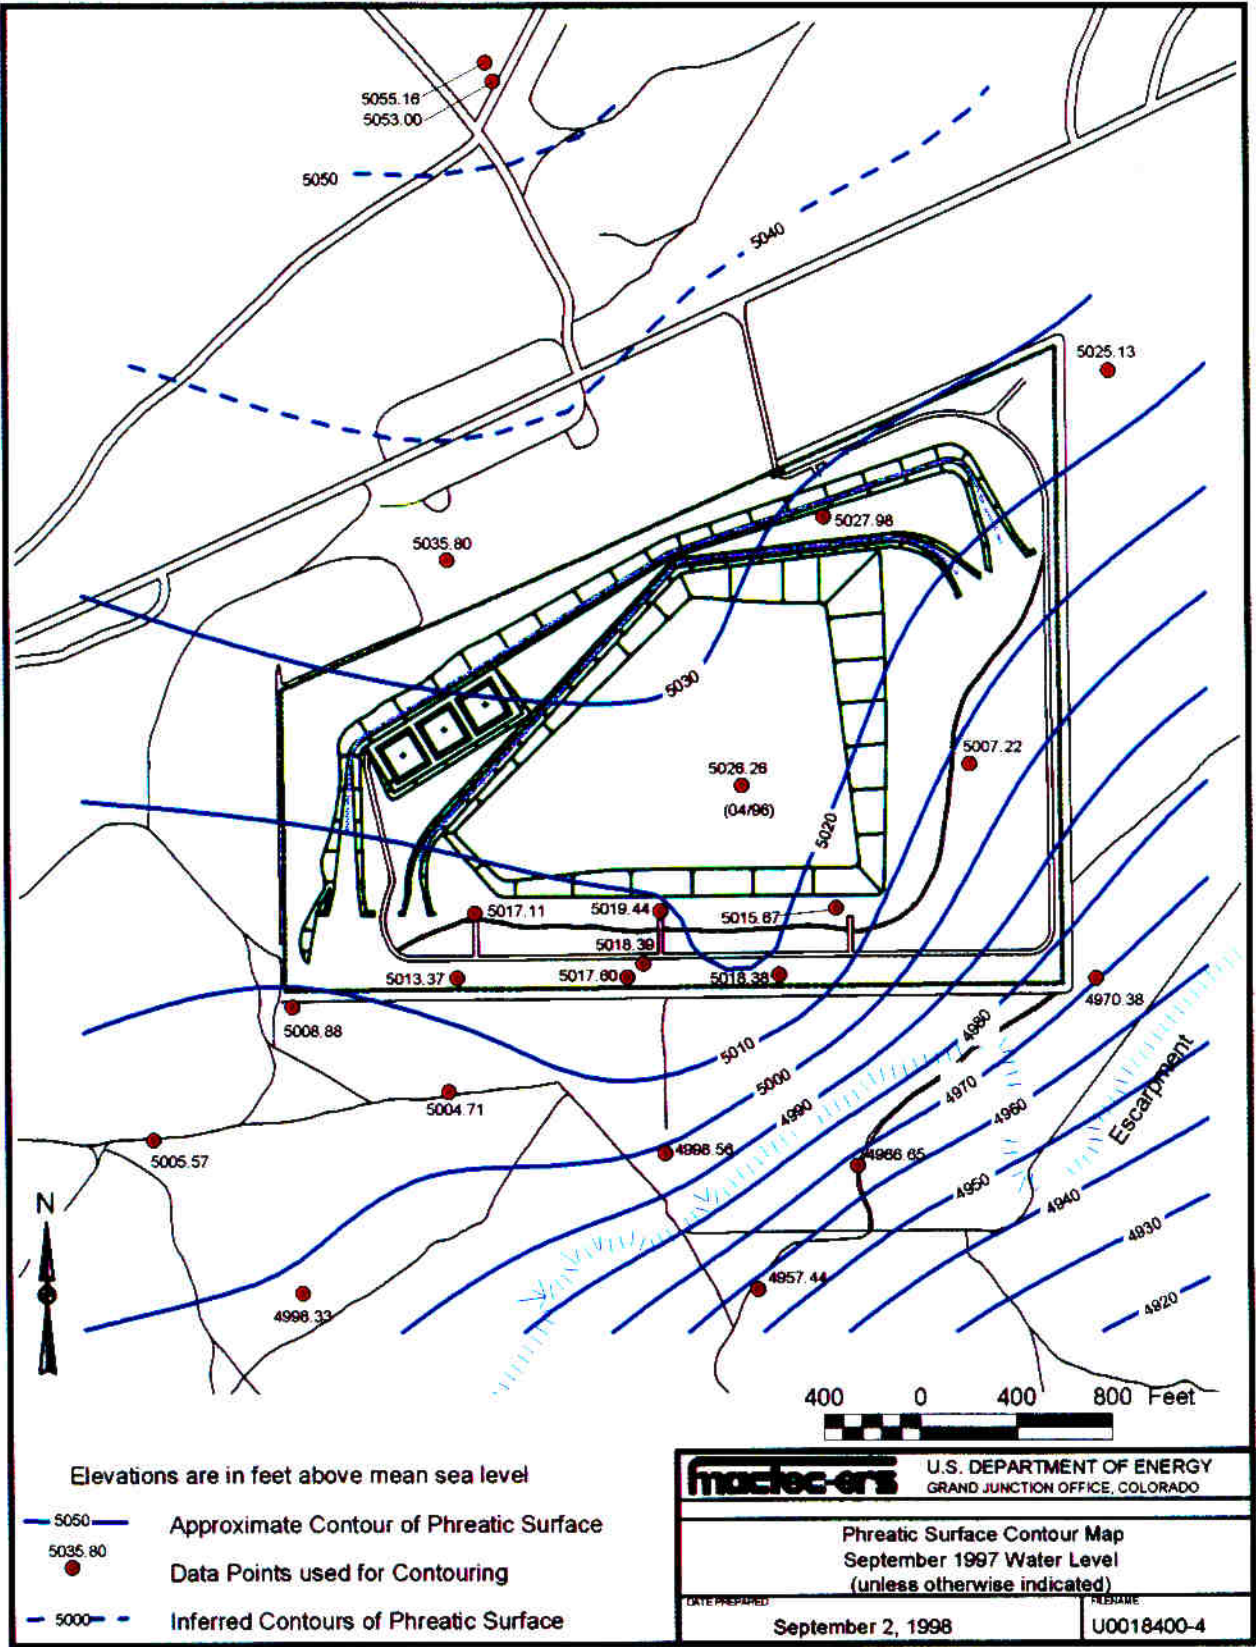 5055.16
5053.00
5050
5040
5025.13
5027.98
5035.80
5030
5007.22
5026.26
(04/96)
5020
5017.11
5019.44
5015.67
5018.39
5013.37
5017.60
5018.38
4970.38
5008.88
4980
5010
5000
4990
4970
4960
Escarpment
5004.71
5005.57
4998.56
4966.65
4950
4940
4930
4920
N
4957.44
4996.33
400 0 400 800 Feet
Elevations are in feet above mean sea level
5050 Approximate Contour of Phreatic Surface
5035.80
Data Points used for Contouring
5000 Inferred Contours of Phreatic Surface
mactec-ers
U.S. DEPARTMENT OF ENERGY
GRAND JUNCTION OFFICE, COLORADO
Phreatic Surface Contour Map
September 1997 Water Level
(unless otherwise indicated)
DATE PREPARED
September 2, 1998
FILENAME
U0018400-4